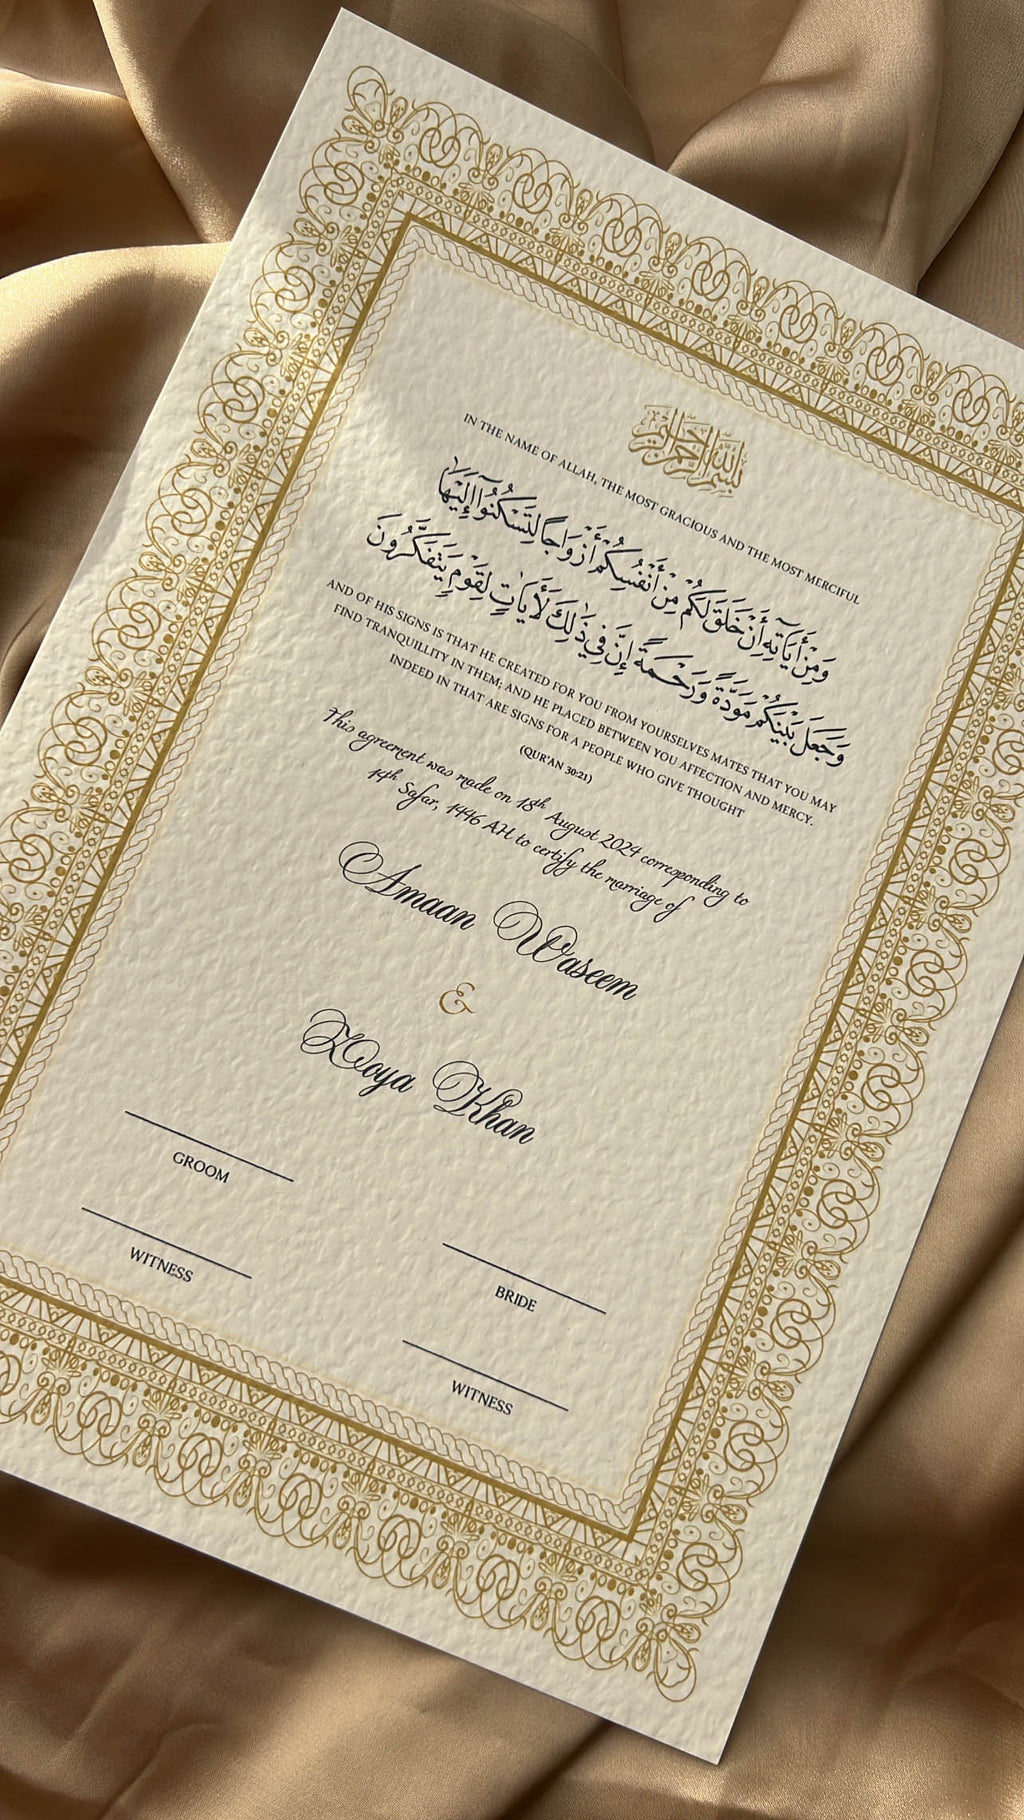 بسم الله الرحمن الرحيم
IN THE NAME OF ALLAH, THE MOST GRACIOUS AND THE MOST MERCIFUL
وَمِنْ أَيَاتِهِ أَنْ خَلَقَ لَكُمْ مِنْ أَنْفُسِكُمْ أَزْوَاجًا لِتَسْكُنُوٓا إِلَيْهَا
وَجَعَلَ بَيْنَكُمْ مَوَدَّةً وَرَحْمَةً إِنَّ فِي ذَٰلِكَ لَأَيَاتٍ لِقَوْمٍ يَتَفَكَّرُونَ
AND OF HIS SIGNS IS THAT HE CREATED FOR YOU FROM YOURSELVES MATES THAT YOU MAY
FIND TRANQUILLITY IN THEM; AND HE PLACED BETWEEN YOU AFFECTION AND MERCY.
INDEED IN THAT ARE SIGNS FOR A PEOPLE WHO GIVE THOUGHT
(QUR'AN 30:21)
This agreement was made on 18th August 2024 corresponding to
14th Safar, 1446 AH to certify the marriage of
Amaan Waseem
&
Zoya Khan
GROOM
BRIDE
WITNESS
WITNESS